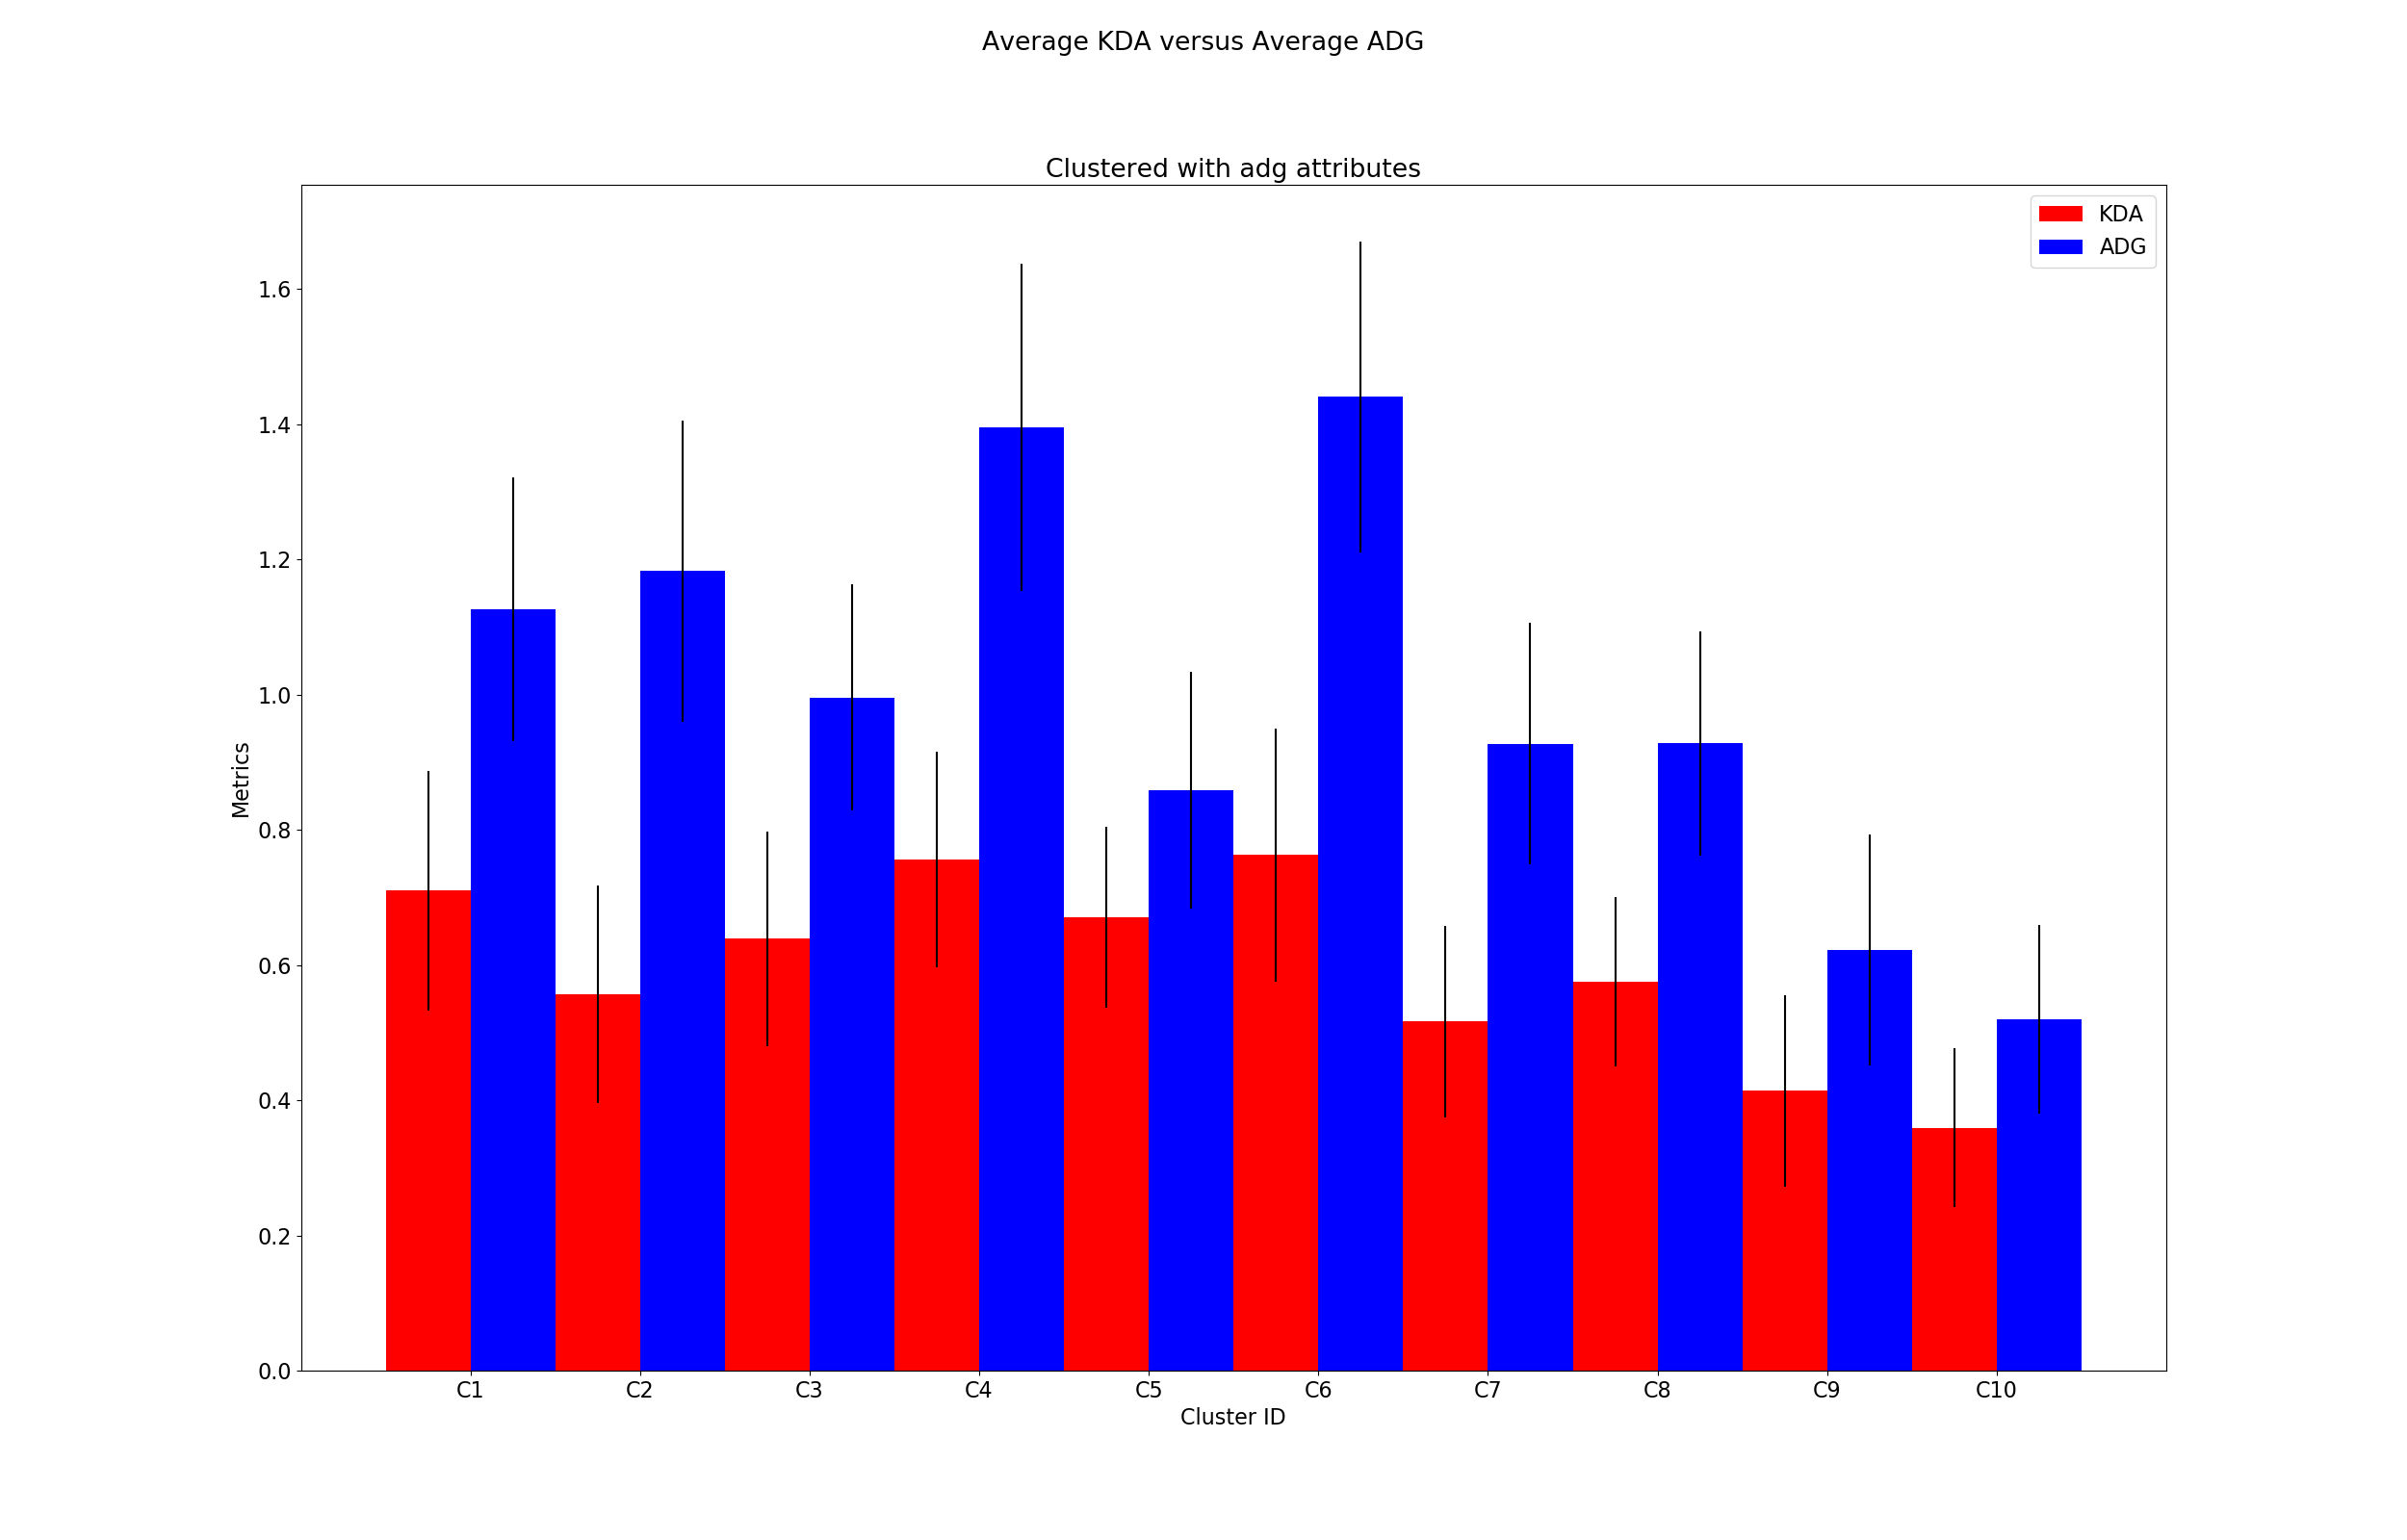 Average KDA versus Average ADG
Clustered with adg attributes
KDA
ADG
1.6
1.4
1.2
1.0
0.8
0.6
0.4
0.2
0.0
Metrics
C1 C2 C3 C4 C5 C6 C7 C8 C9 C10
Cluster ID